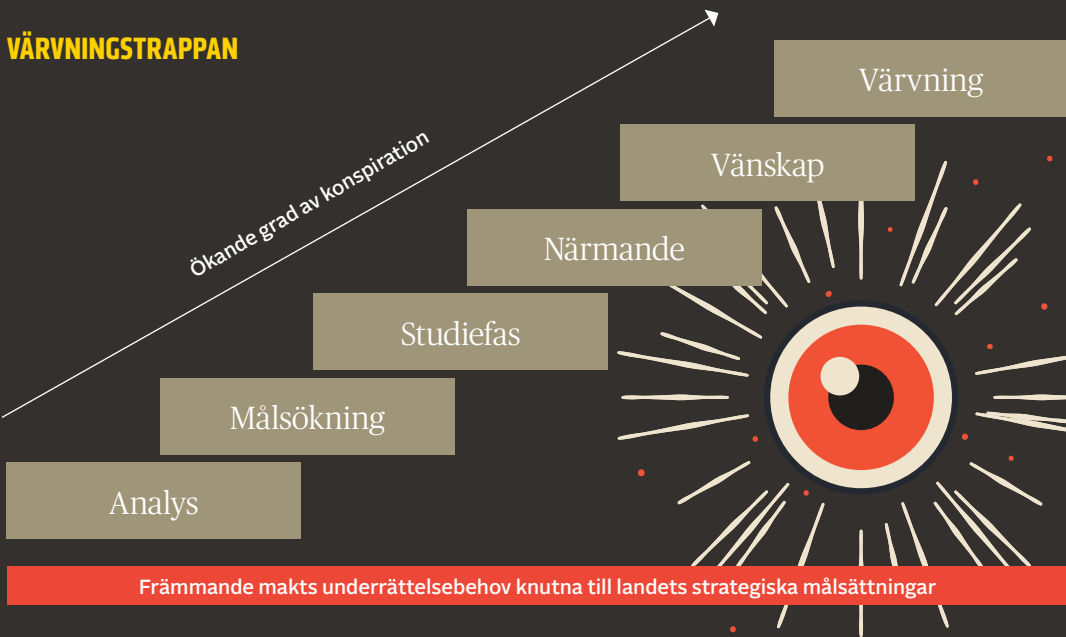 VÄRVNINGSTRAPPAN
Ökande grad av konspiration
Värvning
Vänskap
Närmande
Studiefas
Målsökning
Analys
Främmande makts underrättelsebehov knutna till landets strategiska målsättningar